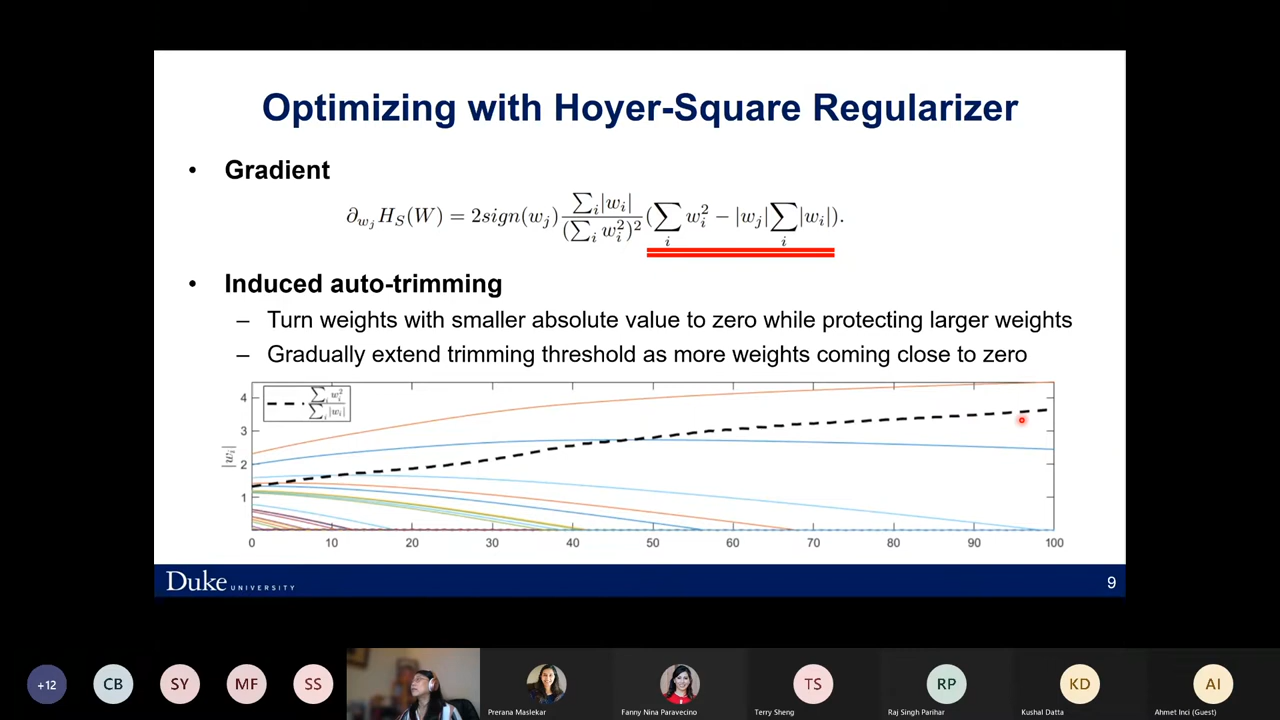 Optimizing with Hoyer-Square Regularizer
• Gradient
∂_{w_j} H_S(W) = 2sign(w_j) \frac{∑_i |w_i|}{(∑_i w_i^2)^2} (∑_i w_i^2 − |w_j| ∑_i |w_i|).
• Induced auto-trimming
– Turn weights with smaller absolute value to zero while protecting larger weights
– Gradually extend trimming threshold as more weights coming close to zero
\frac{∑_i w_i^2}{∑_i |w_i|}
|w_i|
4
3
2
1
0 10 20 30 40 50 60 70 80 90 100
Duke UNIVERSITY
9
+12 CB SY MF SS TS RP KD AI
Prerana Maslekar Fanny Nina Paravecino Terry Sheng Raj Singh Parihar Kushal Datta Ahmet Inci (Guest)